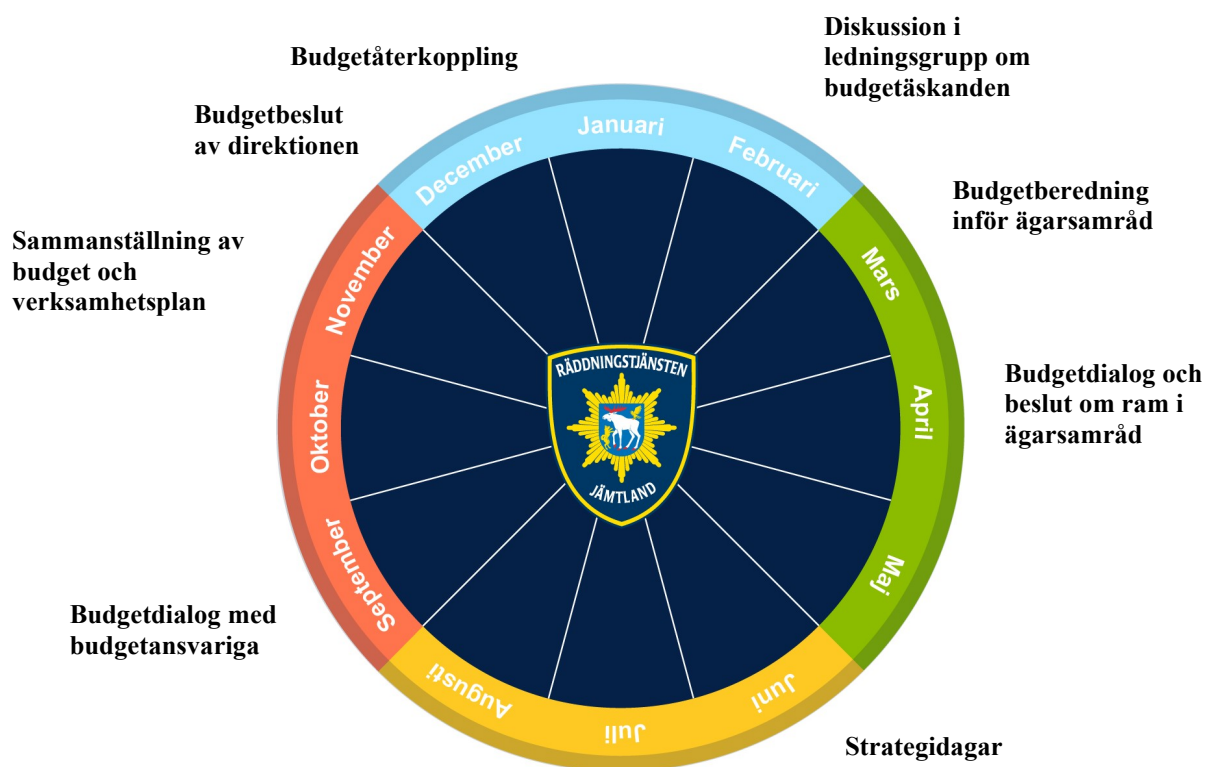 Diskussion i
ledningsgrupp om
budgetäskanden
Budgetåterkoppling
Budgetbeslut
av direktionen
Budgetberedning
inför ägarsamråd
Sammanställning av
budget och
verksamhetsplan
Budgetdialog och
beslut om ram i
ägarsamråd
Budgetdialog med
budgetansvariga
Strategidagar
Januari
Februari
Mars
April
Maj
Juni
Juli
Augusti
September
Oktober
November
December
RÄDDNINGSTJÄNSTEN
JÄMTLAND